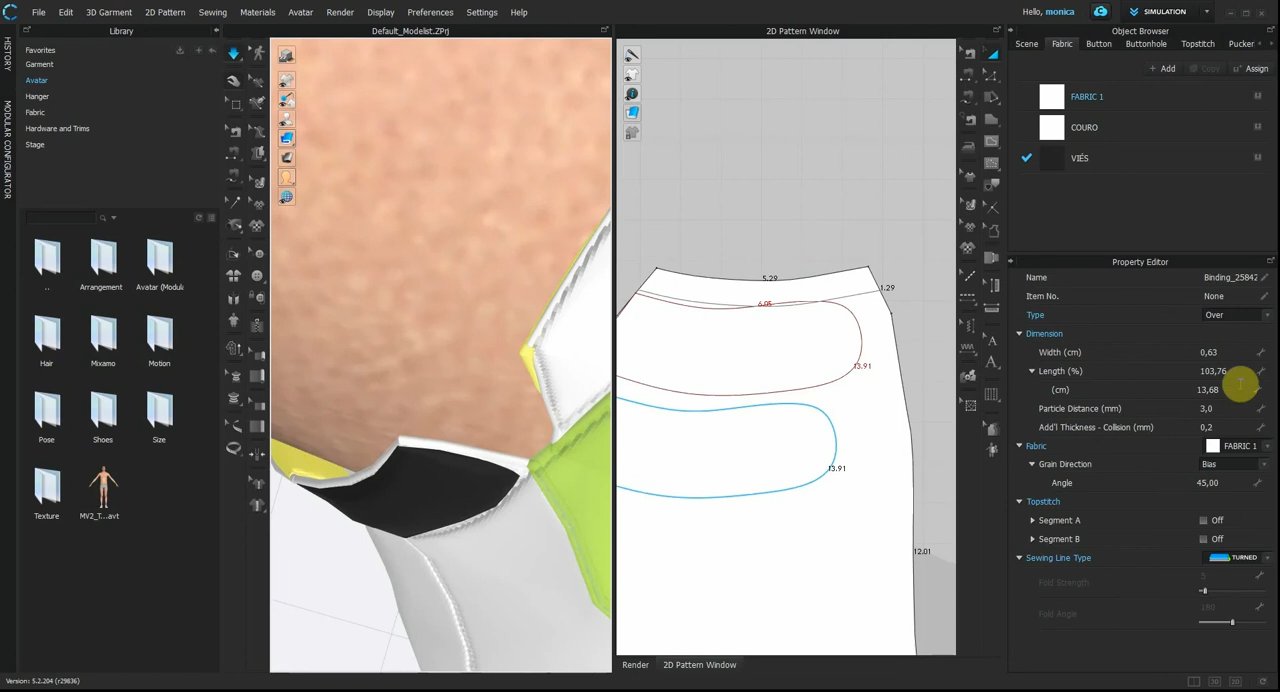 File Edit 3D Garment 2D Pattern Sewing Materials Avatar Render Display Preferences Settings Help
Hello, monica
SIMULATION
Library
Default_Modelist.ZPrj
2D Pattern Window
Object Browser
HISTORY
MODULAR CONFIGURATOR
Favorites
Garment
Avatar
Hanger
Fabric
Hardware and Trims
Stage
..
Arrangement
Avatar (Modula
Hair
Mixamo
Motion
Pose
Shoes
Size
Texture
MV2_T...avt
5.29
1.29
6.05
13.91
13.91
12.01
Render
2D Pattern Window
Scene Fabric Button Buttonhole Topstitch Pucker
+ Add Copy Assign
FABRIC 1
COURO
VIÉS
Property Editor
Name Binding_25842
Item No. None
Type Over
Dimension
Width (cm) 0,63
Length (%) 103,76
(cm) 13,68
Particle Distance (mm) 3,0
Add'l Thickness - Collision (mm) 0,2
Fabric FABRIC 1
Grain Direction Bias
Angle 45,00
Topstitch
Segment A Off
Segment B Off
Sewing Line Type TURNED
Fold Strength 5
Fold Angle 180
Version: 5.2.204 (r29836)